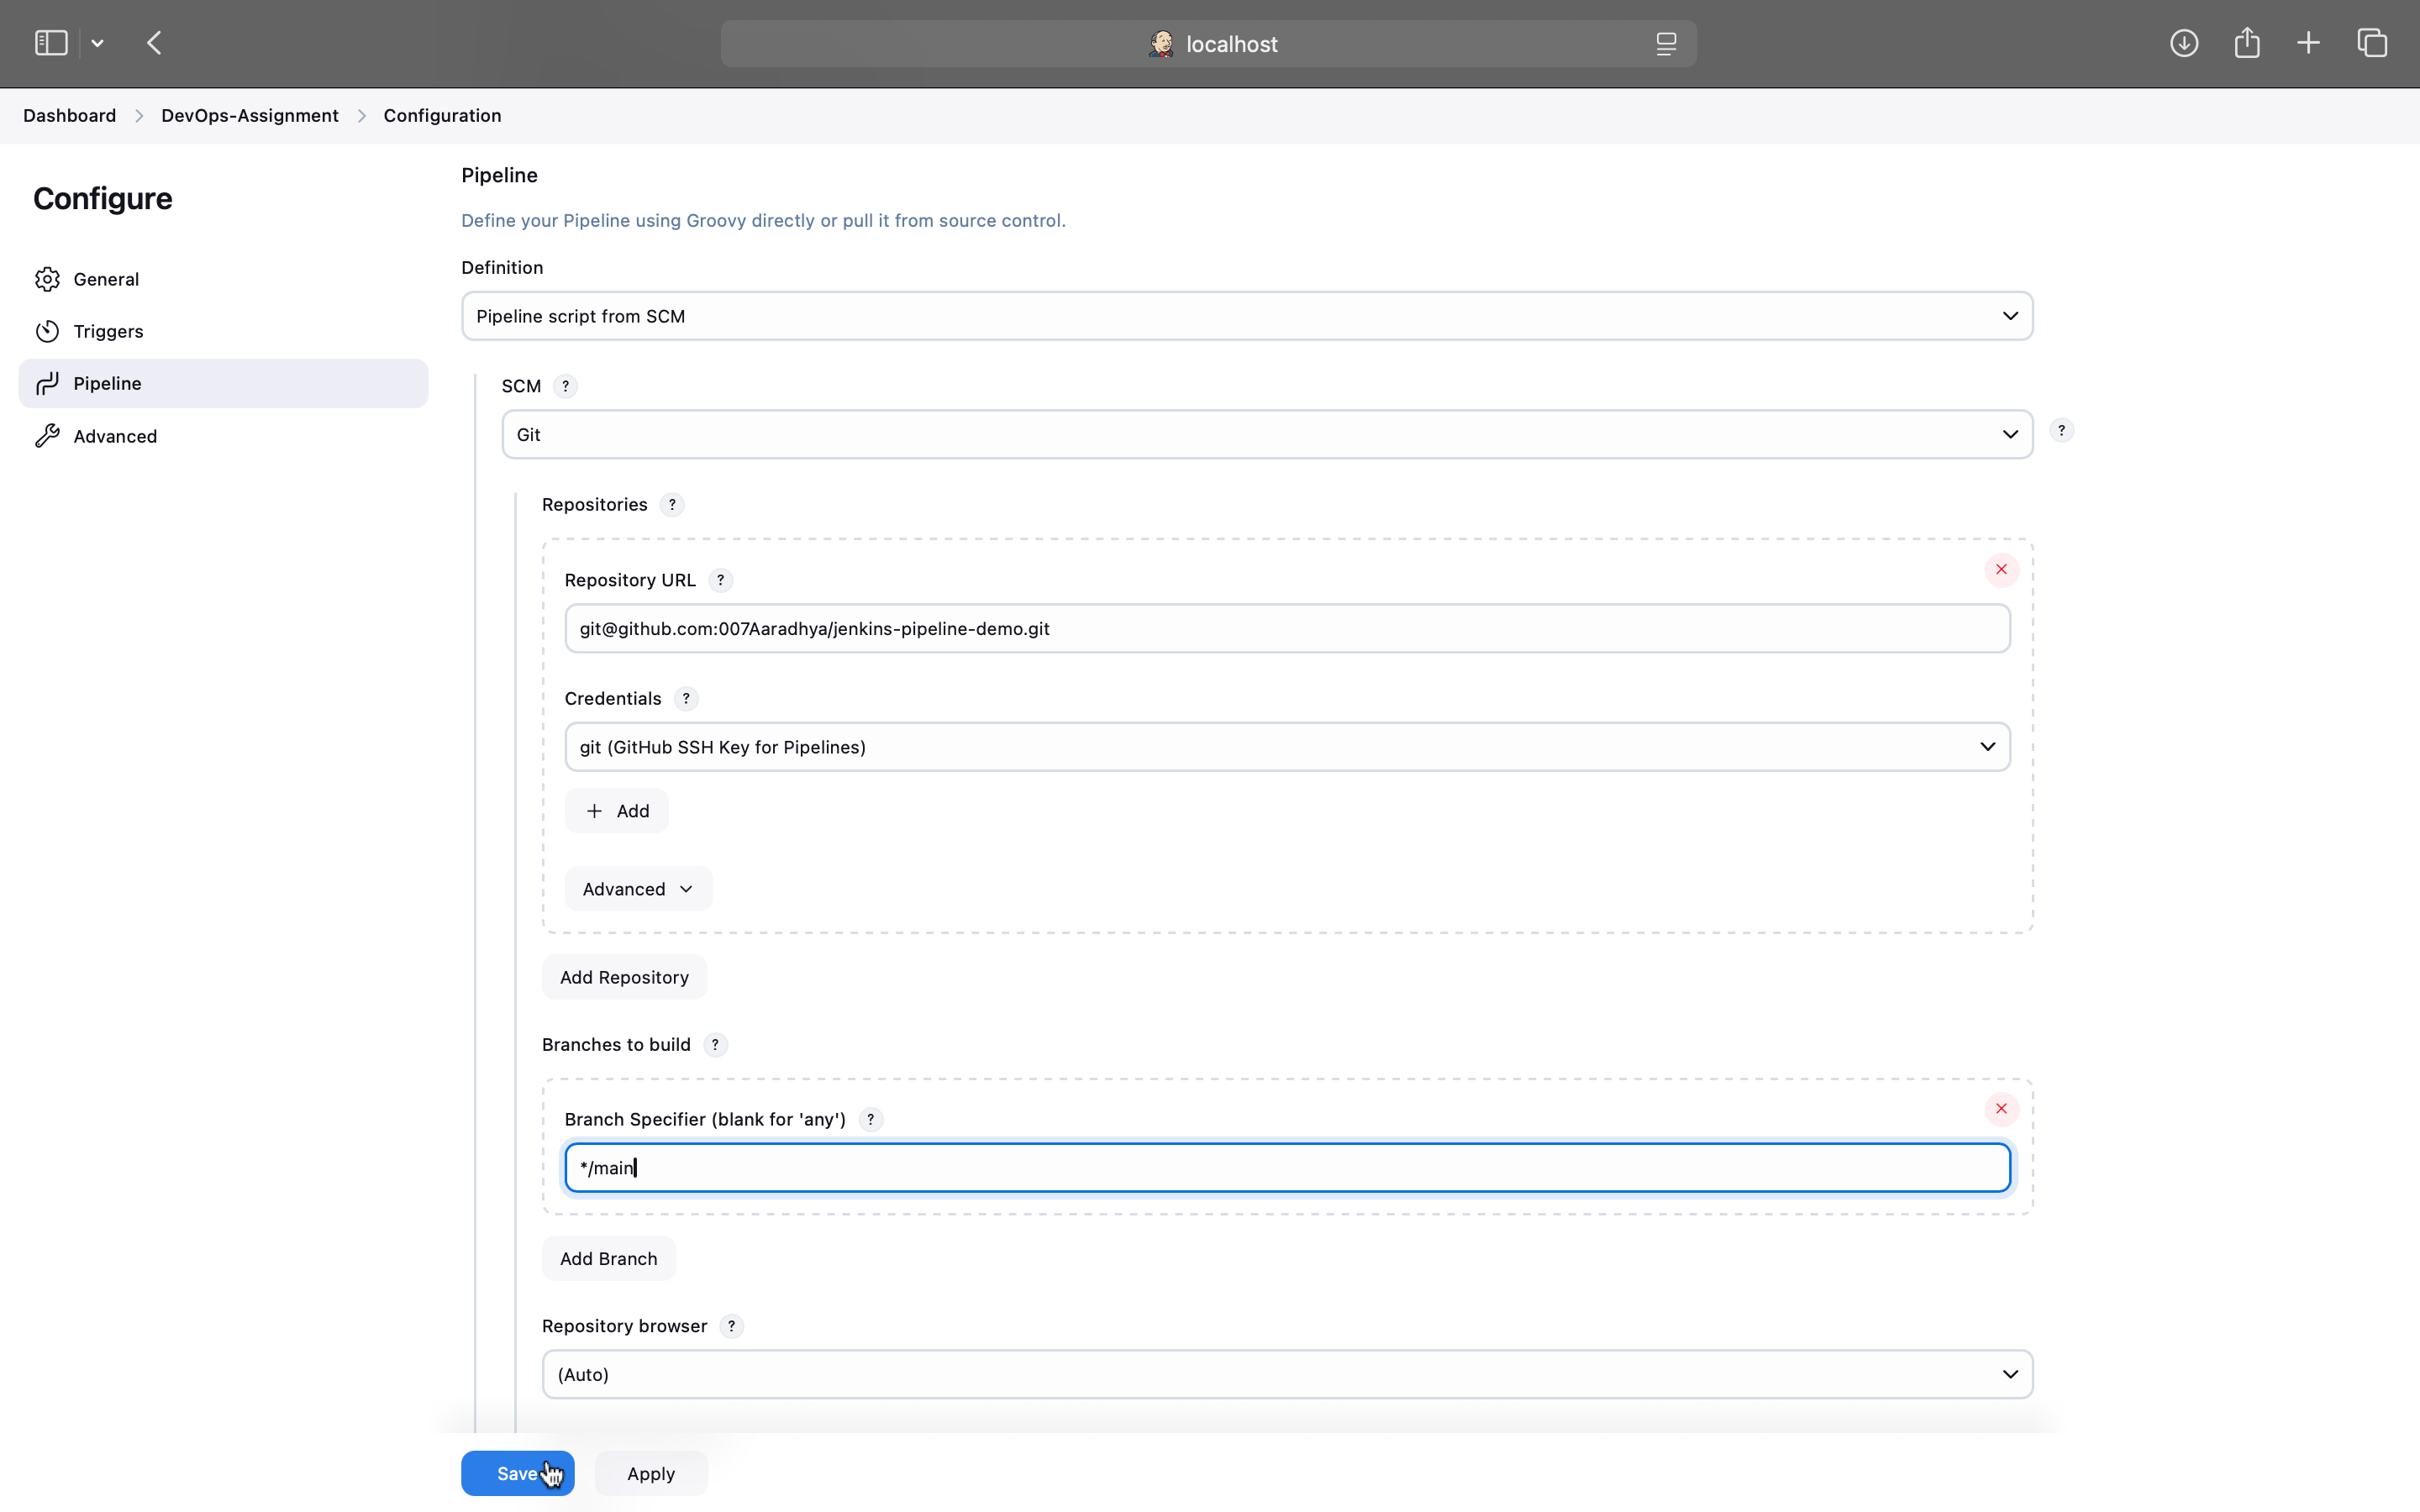 localhost
Dashboard > DevOps-Assignment > Configuration
Configure
General
Triggers
Pipeline
Advanced
Pipeline
Define your Pipeline using Groovy directly or pull it from source control.
Definition
Pipeline script from SCM
SCM ?
Git
?
Repositories ?
Repository URL ?
git@github.com:007Aaradhya/jenkins-pipeline-demo.git
Credentials ?
git (GitHub SSH Key for Pipelines)
+ Add
Advanced
Add Repository
Branches to build ?
Branch Specifier (blank for 'any') ?
*/main
Add Branch
Repository browser ?
(Auto)
Save
Apply